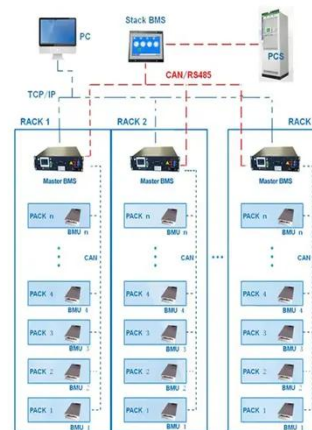 Stack BMS
PC
PCS
CAN/RS485
TCP/IP
RACK 1
RACK 2
RACK
Master BMS
Master BMS
Master BMS
PACK n
BMU n
PACK n
BMU n
PACK n
BMU n
CAN
CAN
CAN
PACK 4
BMU 4
PACK 4
BMU 4
PACK 4
BMU 4
PACK 3
BMU 3
PACK 3
BMU 3
PACK 3
BMU 3
PACK 2
BMU 2
PACK 2
BMU 2
PACK 2
BMU 2
PACK 1
BMU 1
PACK 1
BMU 1
PACK 1
BMU 1